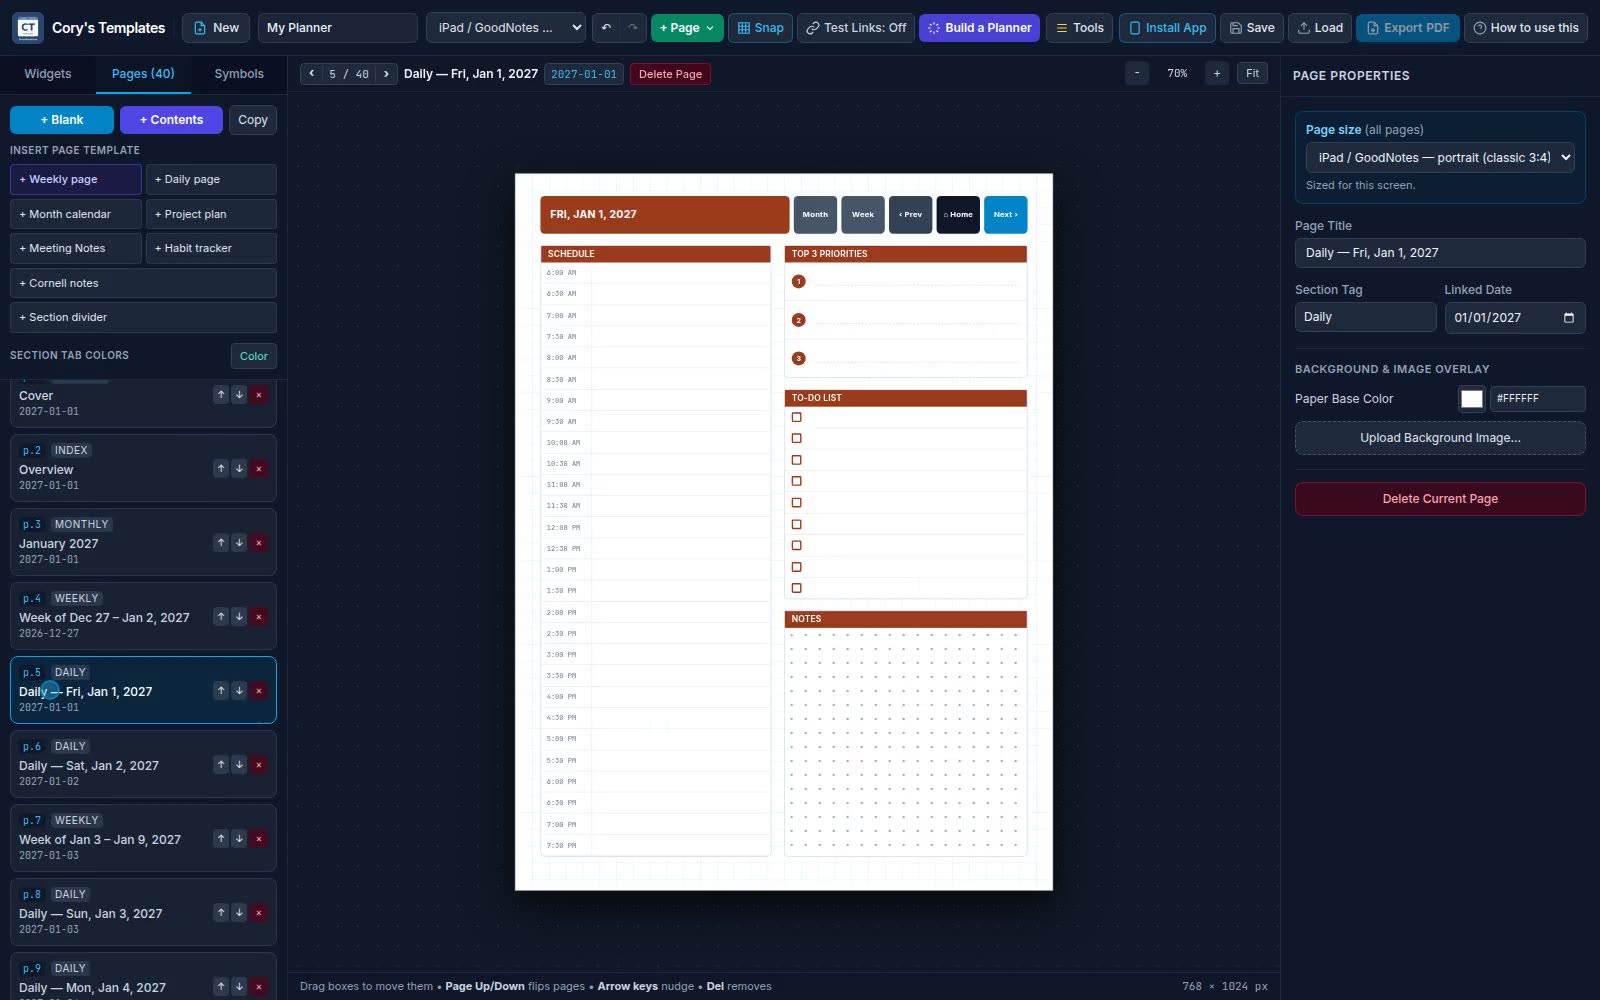 CT
Cory's Templates
New
My Planner
iPad / GoodNotes ...
+ Page
Snap
Test Links: Off
Build a Planner
Tools
Install App
Save
Load
Export PDF
How to use this
Widgets
Pages (40)
Symbols
+ Blank
+ Contents
Copy
INSERT PAGE TEMPLATE
+ Weekly page
+ Daily page
+ Month calendar
+ Project plan
+ Meeting Notes
+ Habit tracker
+ Cornell notes
+ Section divider
SECTION TAB COLORS
Color
Cover
2027-01-01
p.2 INDEX
Overview
2027-01-01
p.3 MONTHLY
January 2027
2027-01-01
p.4 WEEKLY
Week of Dec 27 – Jan 2, 2027
2026-12-27
p.5 DAILY
Daily — Fri, Jan 1, 2027
2027-01-01
p.6 DAILY
Daily — Sat, Jan 2, 2027
2027-01-02
p.7 WEEKLY
Week of Jan 3 – Jan 9, 2027
2027-01-03
p.8 DAILY
Daily — Sun, Jan 3, 2027
2027-01-03
p.9 DAILY
Daily — Mon, Jan 4, 2027
5 / 40
Daily — Fri, Jan 1, 2027
2027-01-01
Delete Page
-
70%
+
Fit
FRI, JAN 1, 2027
Month
Week
‹ Prev
⌂ Home
Next ›
SCHEDULE
6:00 AM
6:30 AM
7:00 AM
7:30 AM
8:00 AM
8:30 AM
9:00 AM
9:30 AM
10:00 AM
10:30 AM
11:00 AM
11:30 AM
12:00 PM
12:30 PM
1:00 PM
1:30 PM
2:00 PM
2:30 PM
3:00 PM
3:30 PM
4:00 PM
4:30 PM
5:00 PM
5:30 PM
6:00 PM
6:30 PM
7:00 PM
7:30 PM
TOP 3 PRIORITIES
1
2
3
TO-DO LIST
NOTES
Drag boxes to move them • Page Up/Down flips pages • Arrow keys nudge • Del removes
768 × 1024 px
PAGE PROPERTIES
Page size (all pages)
iPad / GoodNotes — portrait (classic 3:4)
Sized for this screen.
Page Title
Daily — Fri, Jan 1, 2027
Section Tag
Linked Date
Daily
01/01/2027
BACKGROUND & IMAGE OVERLAY
Paper Base Color
#FFFFFF
Upload Background Image...
Delete Current Page